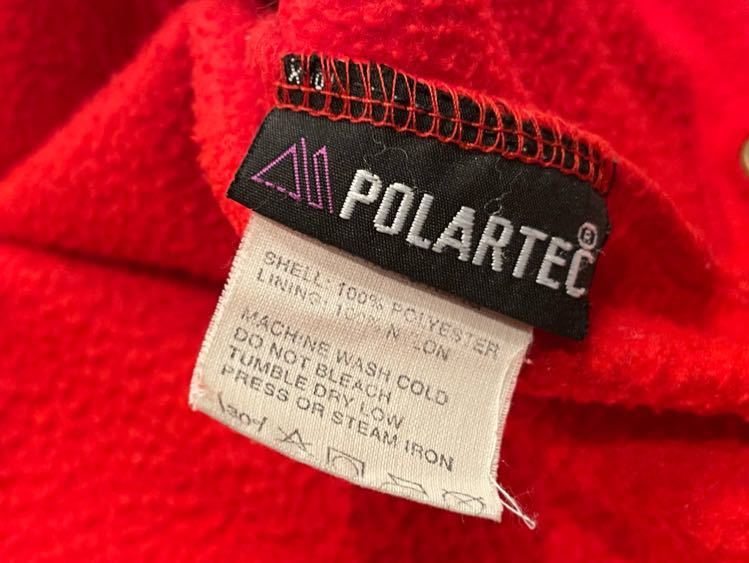 POLARTEC®
SHELL: 100% POLYESTER
LINING: 100% NYLON
MACHINE WASH COLD
DO NOT BLEACH
TUMBLE DRY LOW
PRESS OR STEAM IRON